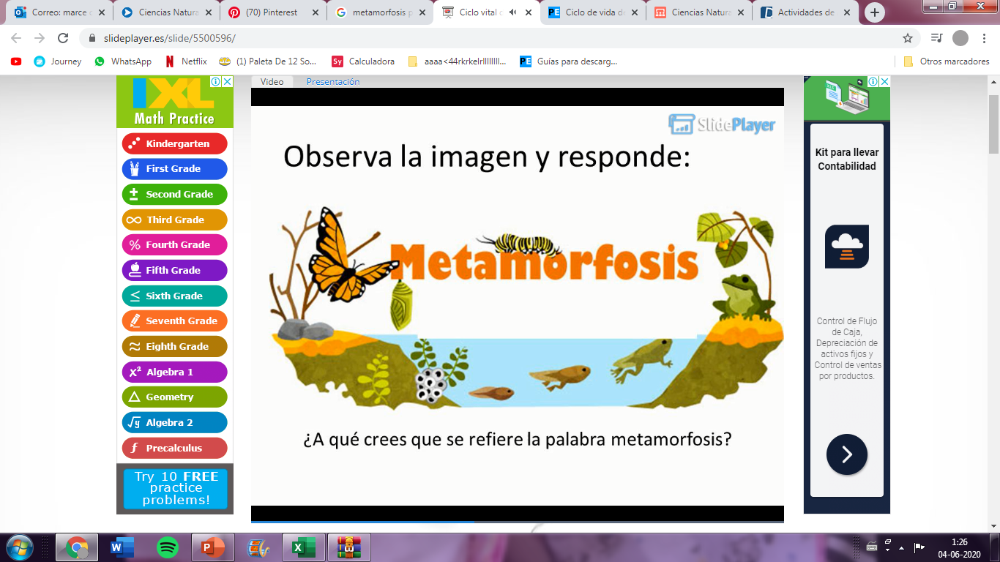 Correo: marce c
Ciencias Natura
(70) Pinterest
metamorfosis p
Ciclo vital d
Ciclo de vida d
Ciencias Natura
Actividades de
slideplayer.es/slide/5500596/
Journey
WhatsApp
Netflix
(1) Paleta De 12 So...
Sy
Calculadora
aaaa<44rkrkelrlllllllll...
PE
Guías para descarg...
Otros marcadores
IXL
Math Practice
Kindergarten
First Grade
Second Grade
Third Grade
Fourth Grade
Fifth Grade
Sixth Grade
Seventh Grade
Eighth Grade
x² Algebra 1
Geometry
√y Algebra 2
f Precalculus
Try 10 FREE
practice
problems!
Video
Presentación
SlidePlayer
Observa la imagen y responde:
Metamorfosis
¿A qué crees que se refiere la palabra metamorfosis?
Kit para llevar
Contabilidad
Control de Flujo
de Caja,
Depreciación de
activos fijos y
Control de ventas
por productos.
1:26
04-06-2020